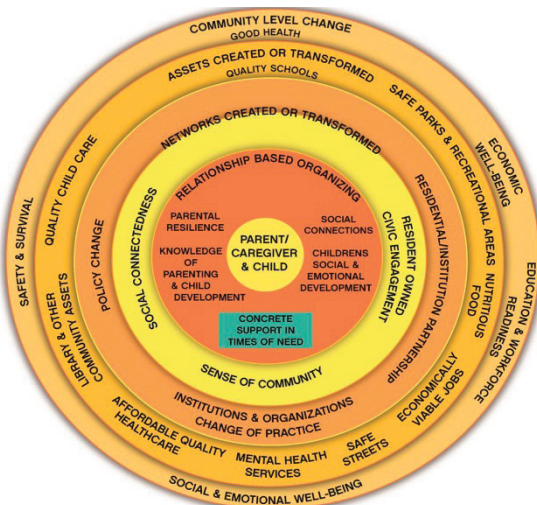 COMMUNITY LEVEL CHANGE
GOOD HEALTH
ASSETS CREATED OR TRANSFORMED
QUALITY SCHOOLS
NETWORKS CREATED OR TRANSFORMED
RELATIONSHIP BASED ORGANIZING
PARENTAL
RESILIENCE
KNOWLEDGE
OF
PARENTING
& CHILD
DEVELOPMENT
PARENT/
CAREGIVER
& CHILD
SOCIAL
CONNECTIONS
CHILDRENS
SOCIAL &
EMOTIONAL
DEVELOPMENT
CONCRETE
SUPPORT IN
TIMES OF NEED
SOCIAL CONNECTEDNESS
RESIDENT OWNED
CIVIC ENGAGEMENT
SENSE OF COMMUNITY
POLICY CHANGE
RESIDENTIAL/INSTITUTION PARTNERSHIP
INSTITUTIONS & ORGANIZATIONS
CHANGE OF PRACTICE
QUALITY CHILD CARE
SAFE PARKS & RECREATIONAL AREAS
NUTRITIOUS
FOOD
LIBRARY & OTHER
COMMUNITY ASSETS
ECONOMICALLY
VIABLE JOBS
AFFORDABLE QUALITY
HEALTHCARE
MENTAL HEALTH
SERVICES
SAFE
STREETS
SAFETY & SURVIVAL
ECONOMIC
WELL-BEING
EDUCATION & WORKFORCE
READINESS
SOCIAL & EMOTIONAL WELL-BEING